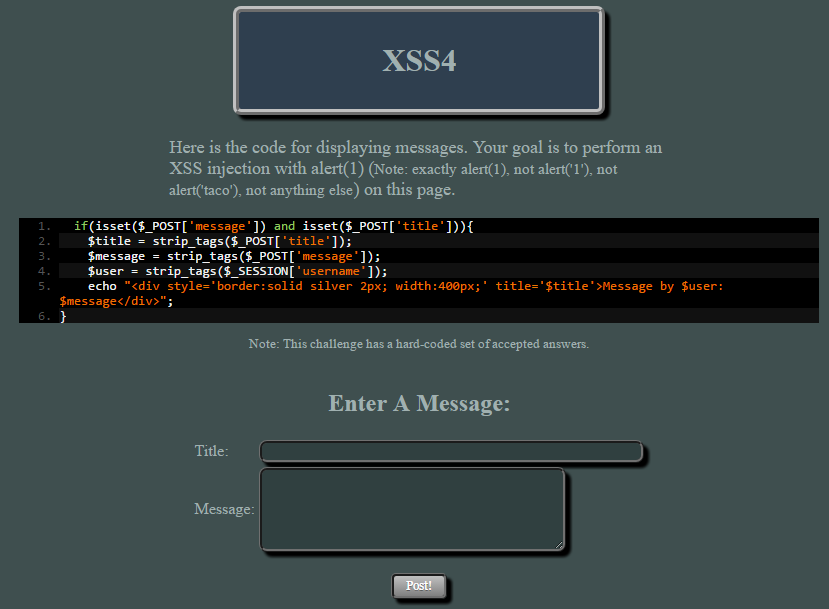 XSS4
Here is the code for displaying messages. Your goal is to perform an
XSS injection with alert(1) (Note: exactly alert(1), not alert('1'), not
alert('taco'), not anything else) on this page.
1. if(isset($_POST['message']) and isset($_POST['title'])){
2. $title = strip_tags($_POST['title']);
3. $message = strip_tags($_POST['message']);
4. $user = strip_tags($_SESSION['username']);
5. echo "<div style='border:solid silver 2px; width:400px;' title='$title'>Message by $user:
$message</div>";
6. }
Note: This challenge has a hard-coded set of accepted answers.
Enter A Message:
Title:
Message:
Post!